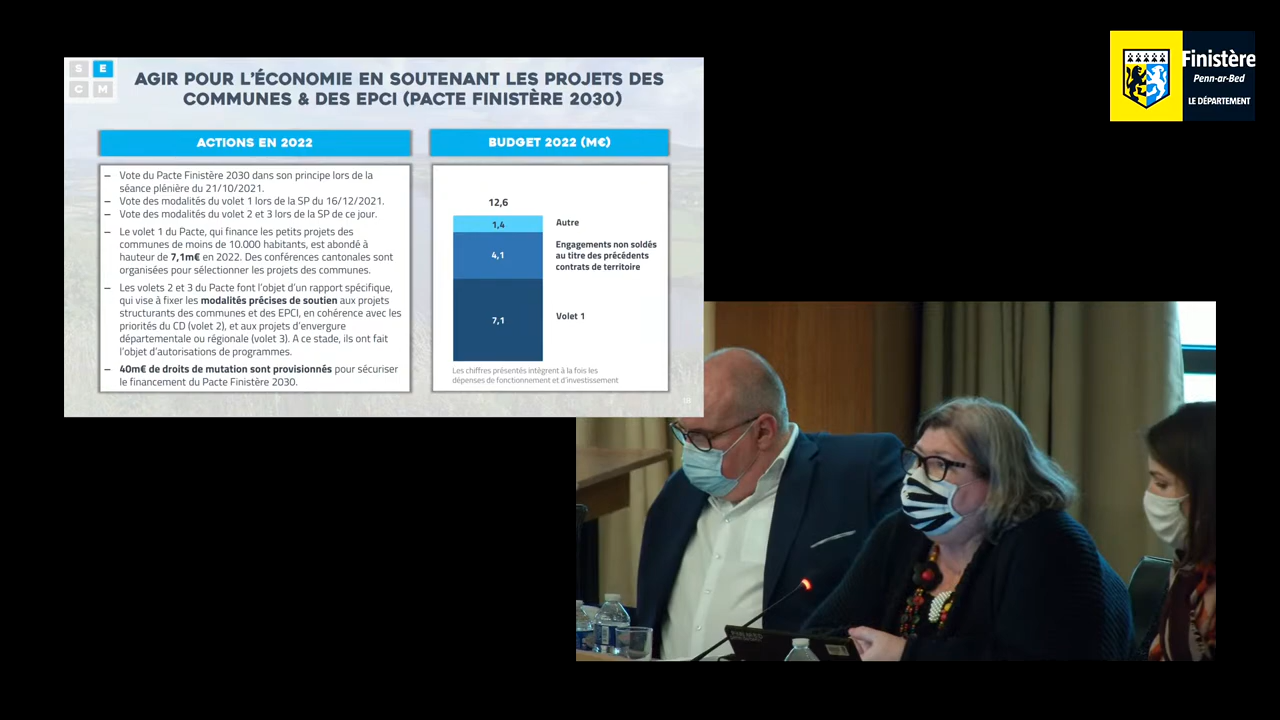 S E
C M
AGIR POUR L'ÉCONOMIE EN SOUTENANT LES PROJETS DES
COMMUNES & DES EPCI (PACTE FINISTÈRE 2030)
ACTIONS EN 2022
– Vote du Pacte Finistère 2030 dans son principe lors de la
séance plénière du 21/10/2021.
– Vote des modalités du volet 1 lors de la SP du 16/12/2021.
– Vote des modalités du volet 2 et 3 lors de la SP de ce jour.
– Le volet 1 du Pacte, qui finance les petits projets des
communes de moins de 10.000 habitants, est abondé à
hauteur de 7,1m€ en 2022. Des conférences cantonales sont
organisées pour sélectionner les projets des communes.
– Les volets 2 et 3 du Pacte font l'objet d'un rapport spécifique,
qui vise à fixer les modalités précises de soutien aux projets
structurants des communes et des EPCI, en cohérence avec les
priorités du CD (volet 2), et aux projets d'envergure
départementale ou régionale (volet 3). A ce stade, ils ont fait
l'objet d'autorisations de programmes.
– 40m€ de droits de mutation sont provisionnés pour sécuriser
le financement du Pacte Finistère 2030.
BUDGET 2022 (M€)
12,6
1,4
Autre
4,1
Engagements non soldés
au titre des précédents
contrats de territoire
7,1
Volet 1
Les chiffres présentés intègrent à la fois les
dépenses de fonctionnement et d'investissement
Finistère
Penn-ar-Bed
LE DÉPARTEMENT